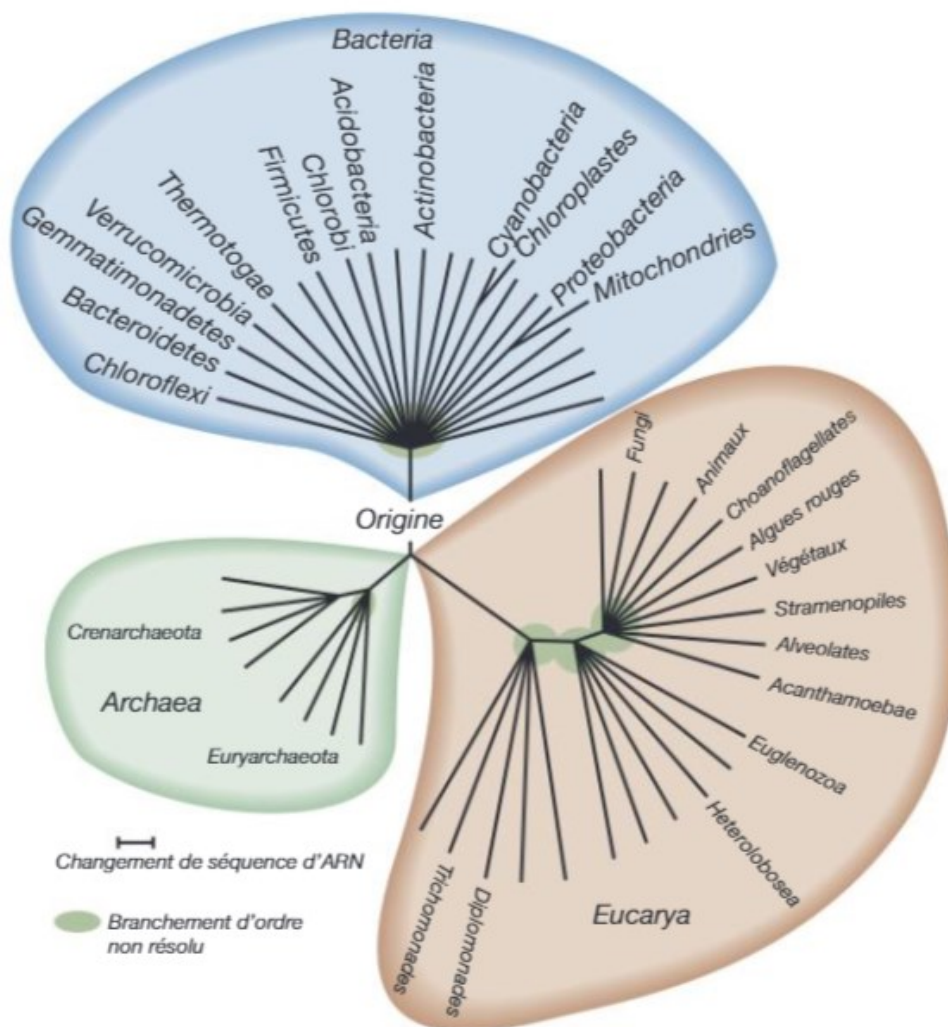 Bacteria
Chloroflexi
Bacteroidetes
Gemmatimonadetes
Verrucomicrobia
Thermotogae
Firmicutes
Chlorobi
Acidobacteria
Actinobacteria
Cyanobacteria
Chloroplastes
Proteobacteria
Mitochondries
Origine
Crenarchaeota
Archaea
Euryarchaeota
Fungi
Animaux
Choanoflagellates
Algues rouges
Végétaux
Stramenopiles
Alveolates
Acanthamoebae
Euglenozoa
Heterolobosea
Diplomonades
Trichomonades
Eucarya
Changement de séquence d'ARN
Branchement d'ordre
non résolu